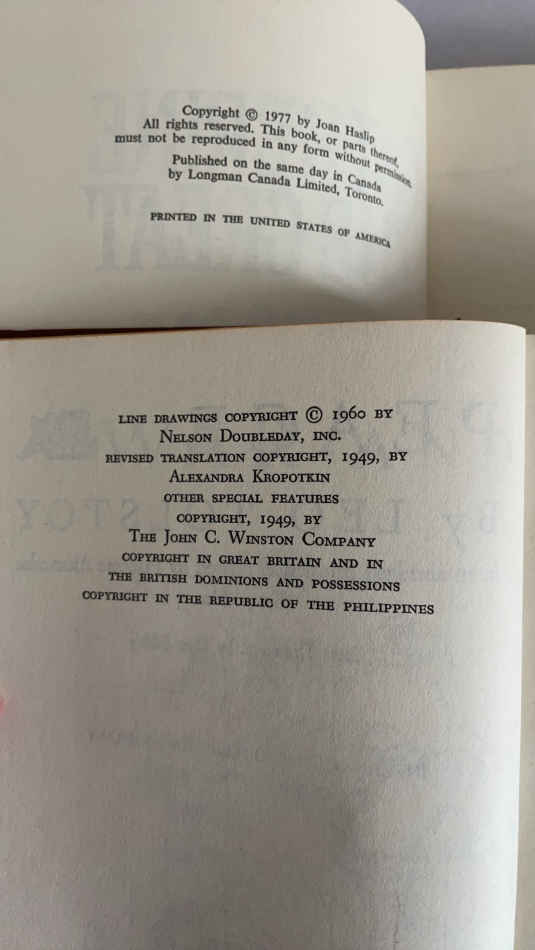 Copyright © 1977 by Joan Haslip
All rights reserved. This book, or parts thereof,
must not be reproduced in any form without permission.
Published on the same day in Canada
by Longman Canada Limited, Toronto.
PRINTED IN THE UNITED STATES OF AMERICA
LINE DRAWINGS COPYRIGHT © 1960 BY
NELSON DOUBLEDAY, INC.
REVISED TRANSLATION COPYRIGHT, 1949, BY
ALEXANDRA KROPOTKIN
OTHER SPECIAL FEATURES
COPYRIGHT, 1949, BY
THE JOHN C. WINSTON COMPANY
COPYRIGHT IN GREAT BRITAIN AND IN
THE BRITISH DOMINIONS AND POSSESSIONS
COPYRIGHT IN THE REPUBLIC OF THE PHILIPPINES